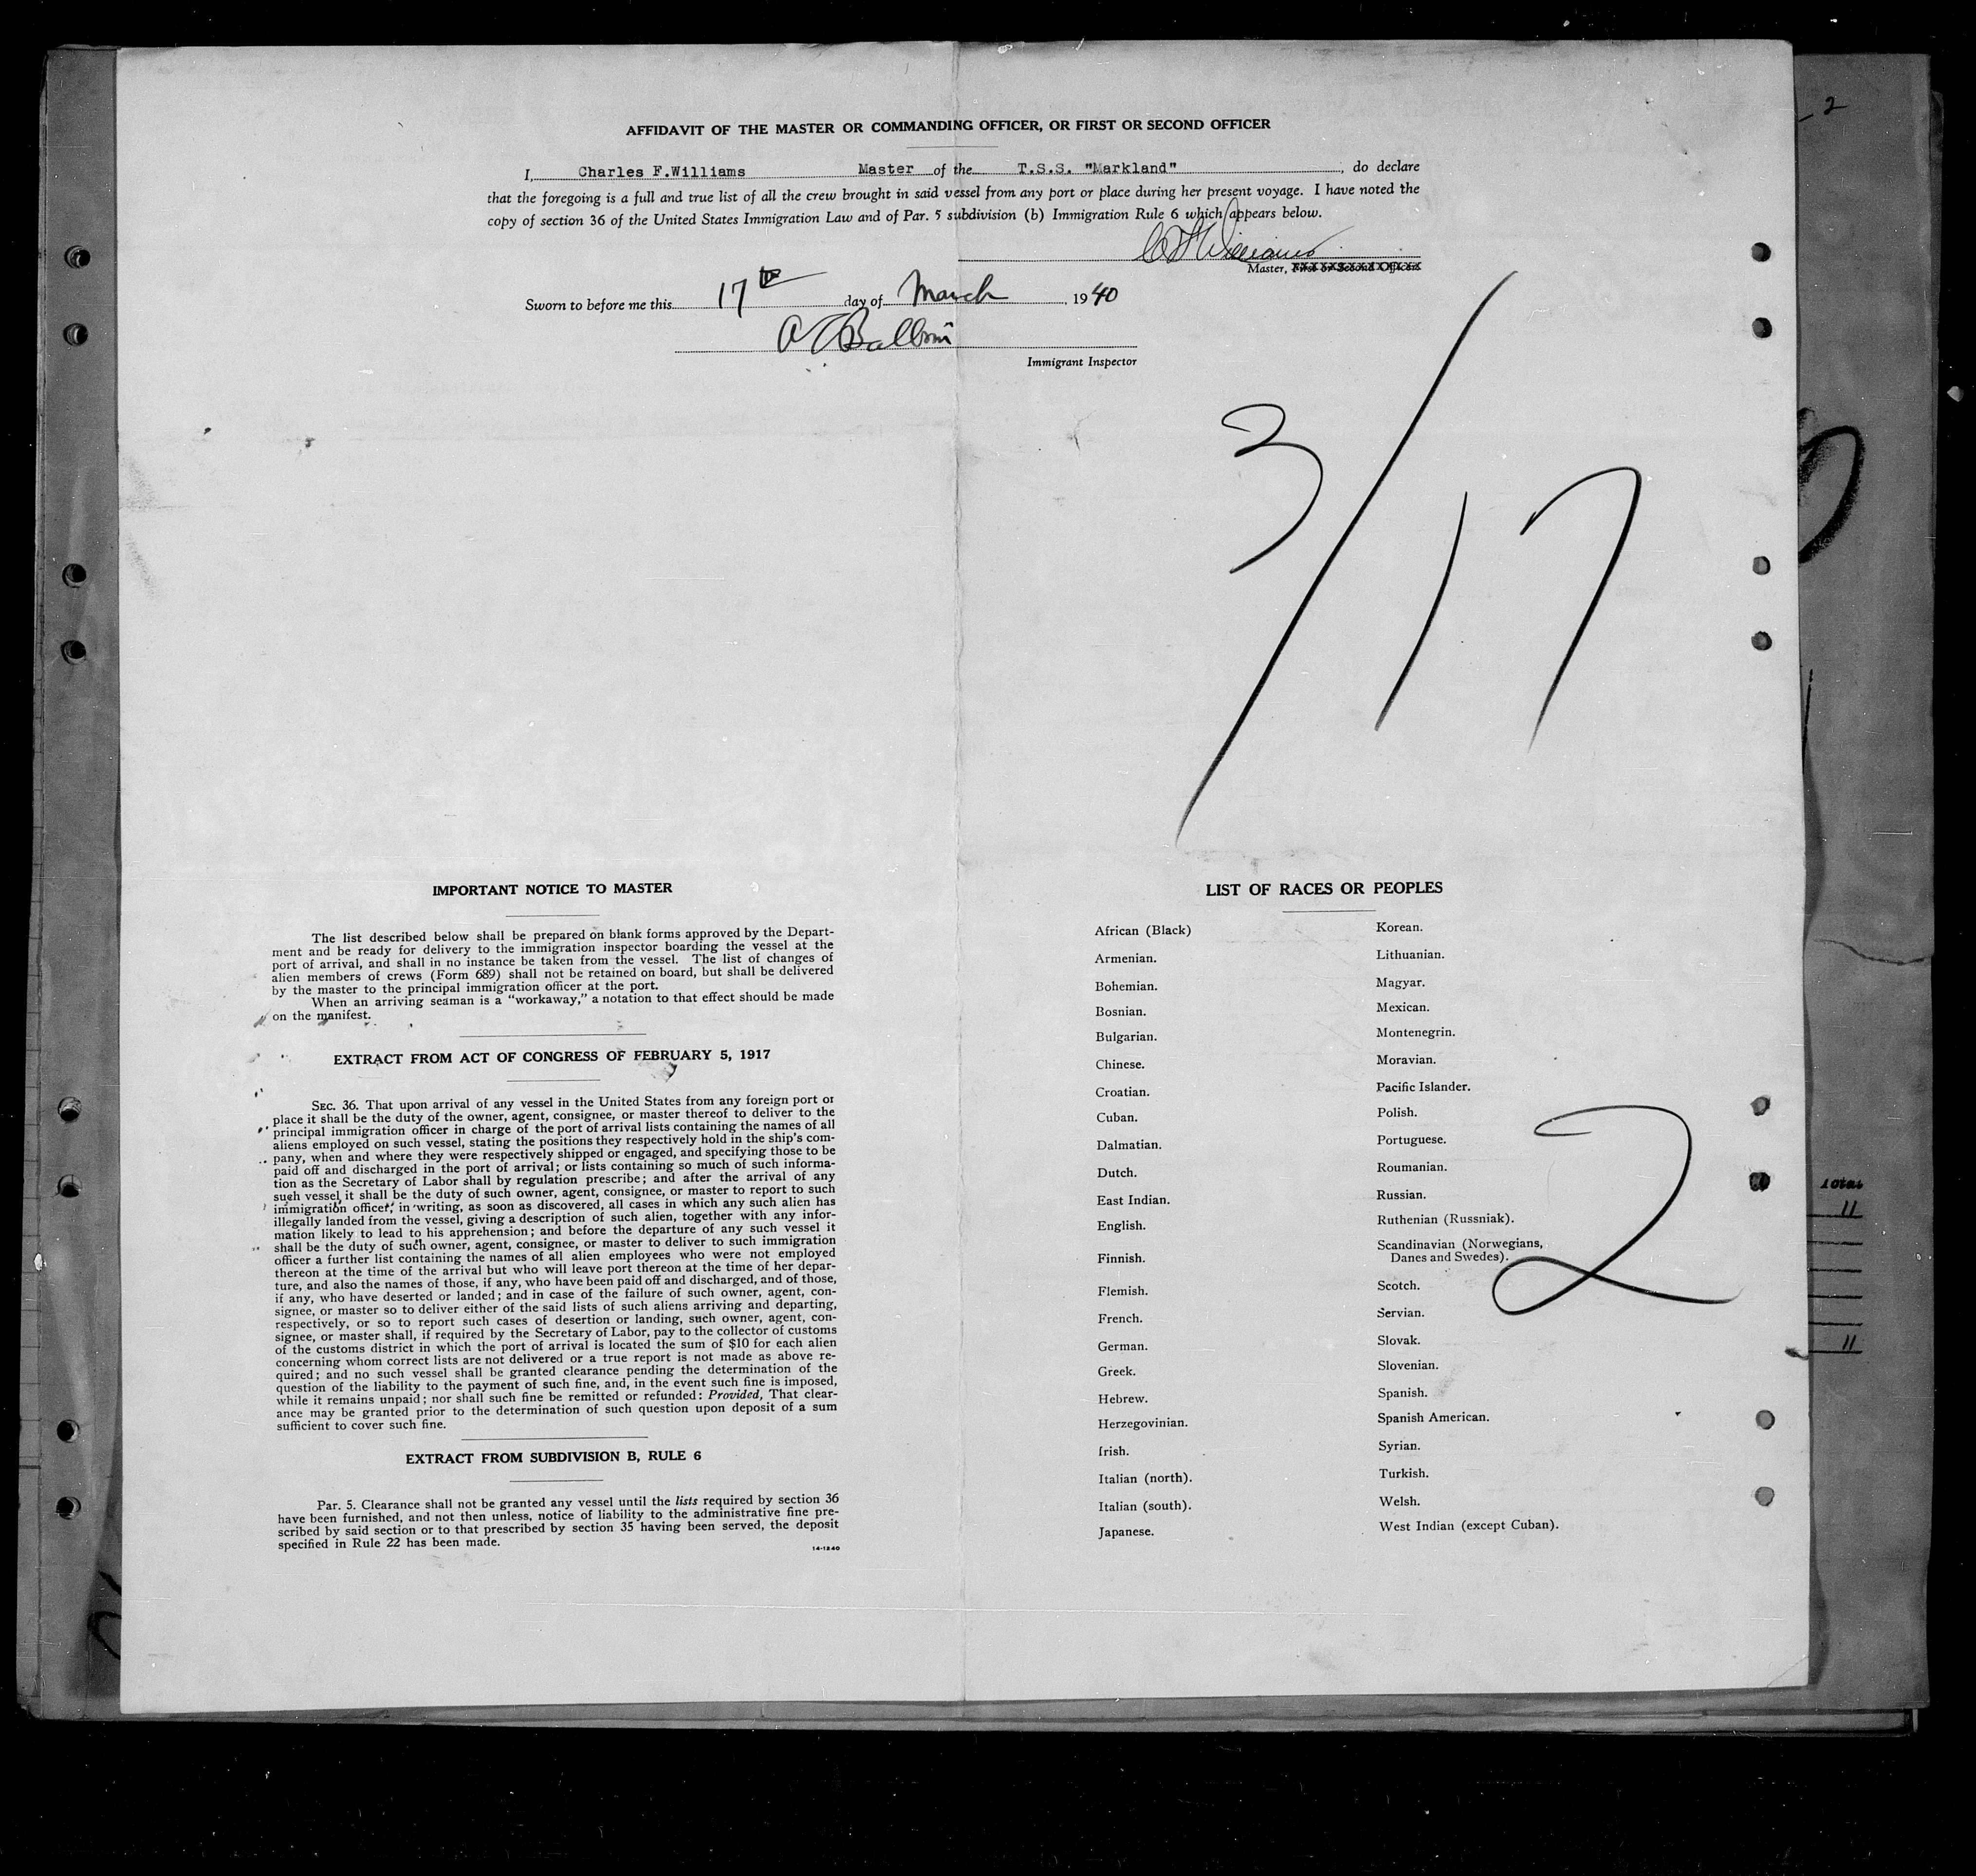 AFFIDAVIT OF THE MASTER OR COMMANDING OFFICER, OR FIRST OR SECOND OFFICER
I, Charles F.Williams Master of the T.S.S. "Markland", do declare
that the foregoing is a full and true list of all the crew brought in said vessel from any port or place during her present voyage. I have noted the
copy of section 36 of the United States Immigration Law and of Par. 5 subdivision (b) Immigration Rule 6 which appears below.
C F Williams
Master, First or Second Officer
Sworn to before me this 17th day of March, 1940
Immigrant Inspector
3/17
IMPORTANT NOTICE TO MASTER
The list described below shall be prepared on blank forms approved by the Depart-
ment and be ready for delivery to the immigration inspector boarding the vessel at the
port of arrival, and shall in no instance be taken from the vessel. The list of changes of
alien members of crews (Form 689) shall not be retained on board, but shall be delivered
by the master to the principal immigration officer at the port.
When an arriving seaman is a "workaway," a notation to that effect should be made
on the manifest.
EXTRACT FROM ACT OF CONGRESS OF FEBRUARY 5, 1917
SEC. 36. That upon arrival of any vessel in the United States from any foreign port or
place it shall be the duty of the owner, agent, consignee, or master thereof to deliver to the
principal immigration officer in charge of the port of arrival lists containing the names of all
aliens employed on such vessel, stating the positions they respectively hold in the ship's com-
pany, when and where they were respectively shipped or engaged, and specifying those to be
paid off and discharged in the port of arrival; or lists containing so much of such informa-
tion as the Secretary of Labor shall by regulation prescribe; and after the arrival of any
such vessel it shall be the duty of such owner, agent, consignee, or master to report to such
immigration officer, in writing, as soon as discovered, all cases in which any such alien has
illegally landed from the vessel, giving a description of such alien, together with any infor-
mation likely to lead to his apprehension; and before the departure of any such vessel it
shall be the duty of such owner, agent, consignee, or master to deliver to such immigration
officer a further list containing the names of all alien employees who were not employed
thereon at the time of the arrival but who will leave port thereon at the time of her depar-
ture, and also the names of those, if any, who have been paid off and discharged, and of those,
if any, who have deserted or landed; and in case of the failure of such owner, agent, con-
signee, or master so to deliver either of the said lists of such aliens arriving and departing,
respectively, or so to report such cases of desertion or landing, such owner, agent, con-
signee, or master shall, if required by the Secretary of Labor, pay to the collector of customs
of the customs district in which the port of arrival is located the sum of $10 for each alien
concerning whom correct lists are not delivered or a true report is not made as above re-
quired; and no such vessel shall be granted clearance pending the determination of the
question of the liability to the payment of such fine, and, in the event such fine is imposed,
while it remains unpaid; nor shall such fine be remitted or refunded: Provided, That clear-
ance may be granted prior to the determination of such question upon deposit of a sum
sufficient to cover such fine.
EXTRACT FROM SUBDIVISION B, RULE 6
Par. 5. Clearance shall not be granted any vessel until the lists required by section 36
have been furnished, and not then unless, notice of liability to the administrative fine pre-
scribed by said section or to that prescribed by section 35 having been served, the deposit
specified in Rule 22 has been made.
14-1240
LIST OF RACES OR PEOPLES
African (Black)
Armenian.
Bohemian.
Bosnian.
Bulgarian.
Chinese.
Croatian.
Cuban.
Dalmatian.
Dutch.
East Indian.
English.
Finnish.
Flemish.
French.
German.
Greek.
Hebrew.
Herzegovinian.
Irish.
Italian (north).
Italian (south).
Japanese.
Korean.
Lithuanian.
Magyar.
Mexican.
Montenegrin.
Moravian.
Pacific Islander.
Polish.
Portuguese.
Roumanian.
Russian.
Ruthenian (Russniak).
Scandinavian (Norwegians,
Danes and Swedes).
Scotch.
Servian.
Slovak.
Slovenian.
Spanish.
Spanish American.
Syrian.
Turkish.
Welsh.
West Indian (except Cuban).
2
2
Total
11
11